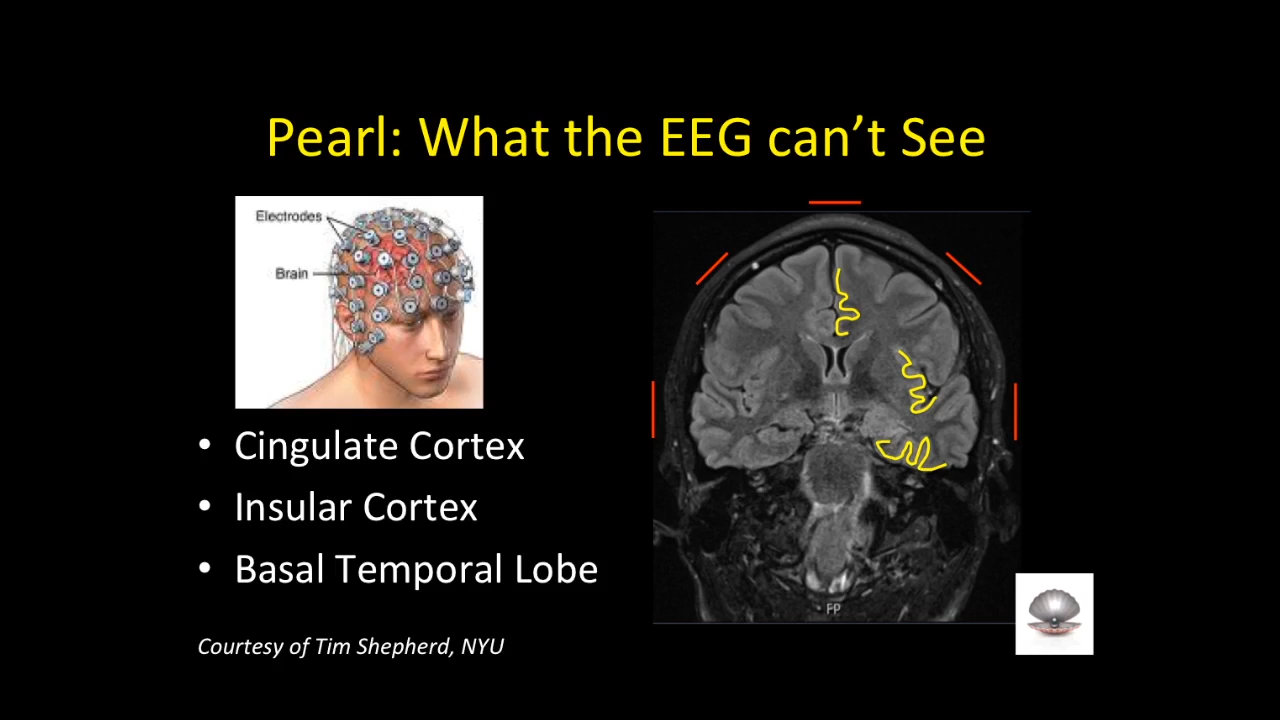 Pearl: What the EEG can’t See
Electrodes
Brain
• Cingulate Cortex
• Insular Cortex
• Basal Temporal Lobe
FP
Courtesy of Tim Shepherd, NYU